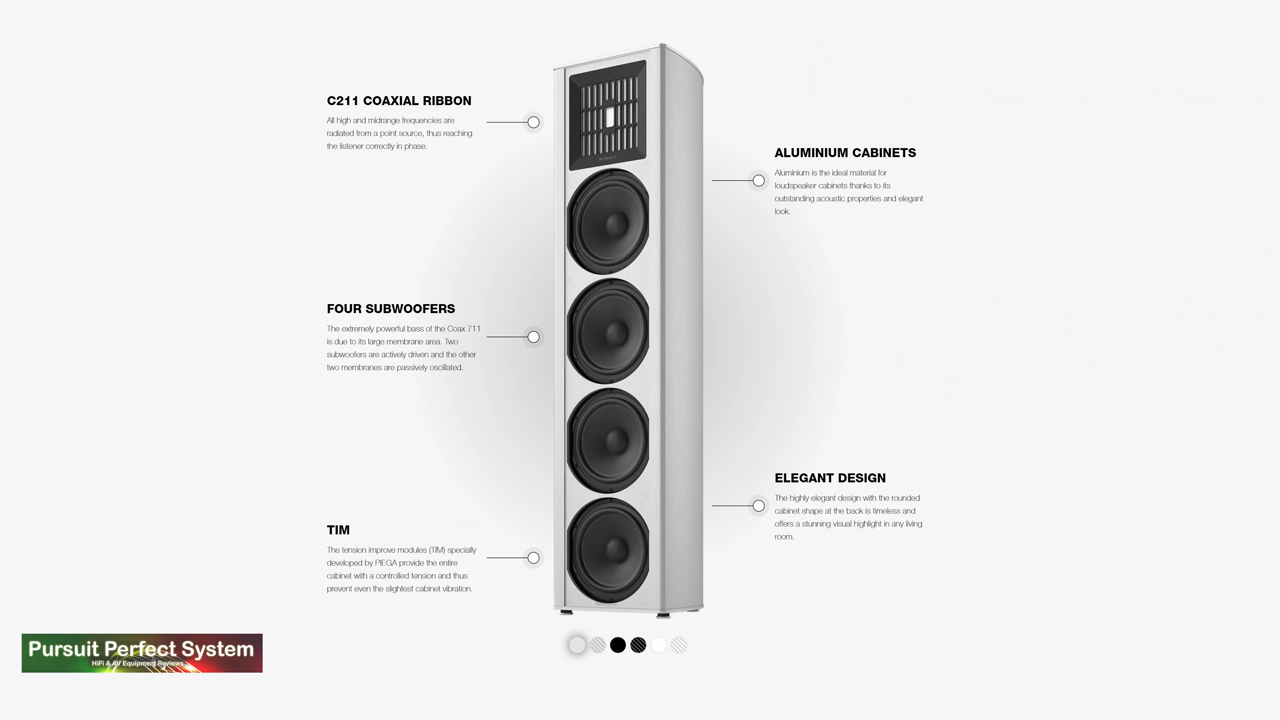 C211 COAXIAL RIBBON
All high and midrange frequencies are
radiated from a point source, thus reaching
the listener correctly in phase.
ALUMINIUM CABINETS
Aluminium is the ideal material for
loudspeaker cabinets thanks to its
outstanding acoustic properties and elegant
look.
FOUR SUBWOOFERS
The extremely powerful bass of the Coax 711
is due to its large membrane area. Two
subwoofers are actively driven and the other
two membranes are passively oscillated.
ELEGANT DESIGN
The highly elegant design with the rounded
cabinet shape at the back is timeless and
offers a stunning visual highlight in any living
room.
TIM
The tension improve modules (TIM) specially
developed by PIEGA provide the entire
cabinet with a controlled tension and thus
prevent even the slightest cabinet vibration.
Pursuit Perfect System
HiFi & AV Equipment Reviews